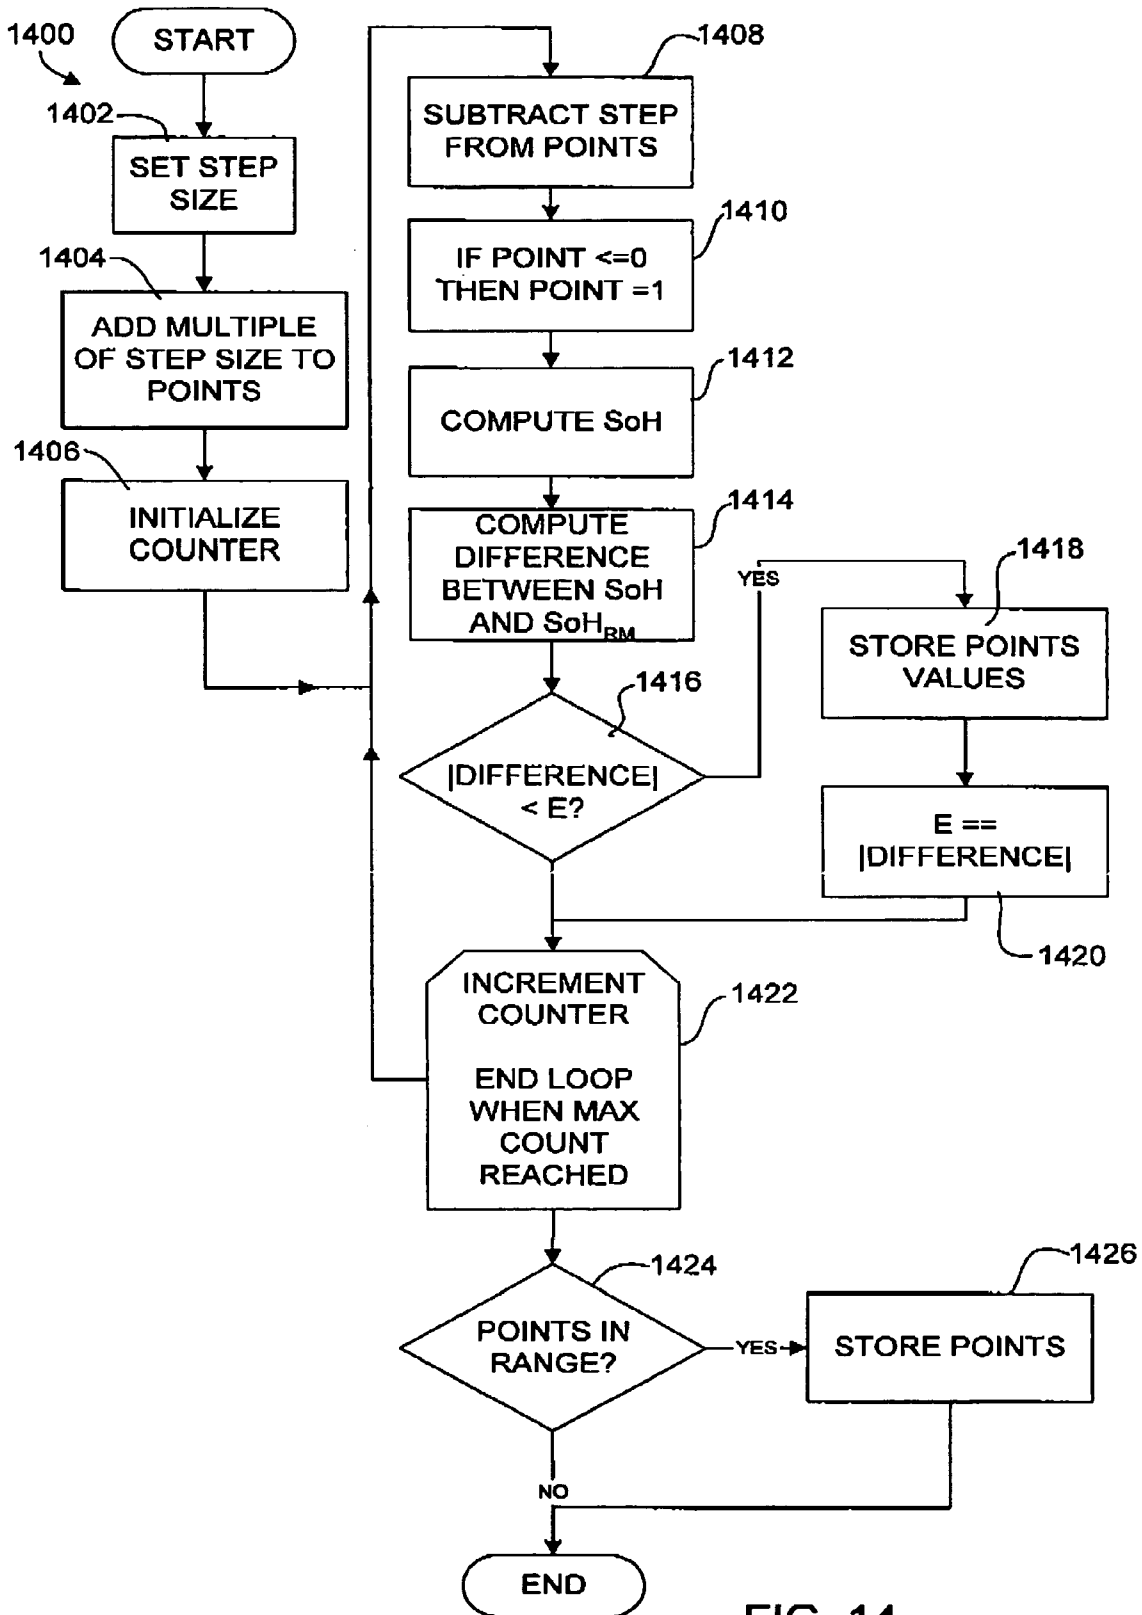 1400
START
1402
SET STEP
SIZE
1404
ADD MULTIPLE
OF STEP SIZE TO
POINTS
1406
INITIALIZE
COUNTER
1408
SUBTRACT STEP
FROM POINTS
1410
IF POINT <=0
THEN POINT =1
1412
COMPUTE SoH
1414
COMPUTE
DIFFERENCE
BETWEEN SoH
AND SoHRM
1416
|DIFFERENCE|
< E?
YES
1418
STORE POINTS
VALUES
E ==
|DIFFERENCE|
1420
INCREMENT
COUNTER
END LOOP
WHEN MAX
COUNT
REACHED
1422
1424
POINTS IN
RANGE?
YES
1426
STORE POINTS
NO
END
FIG. 14